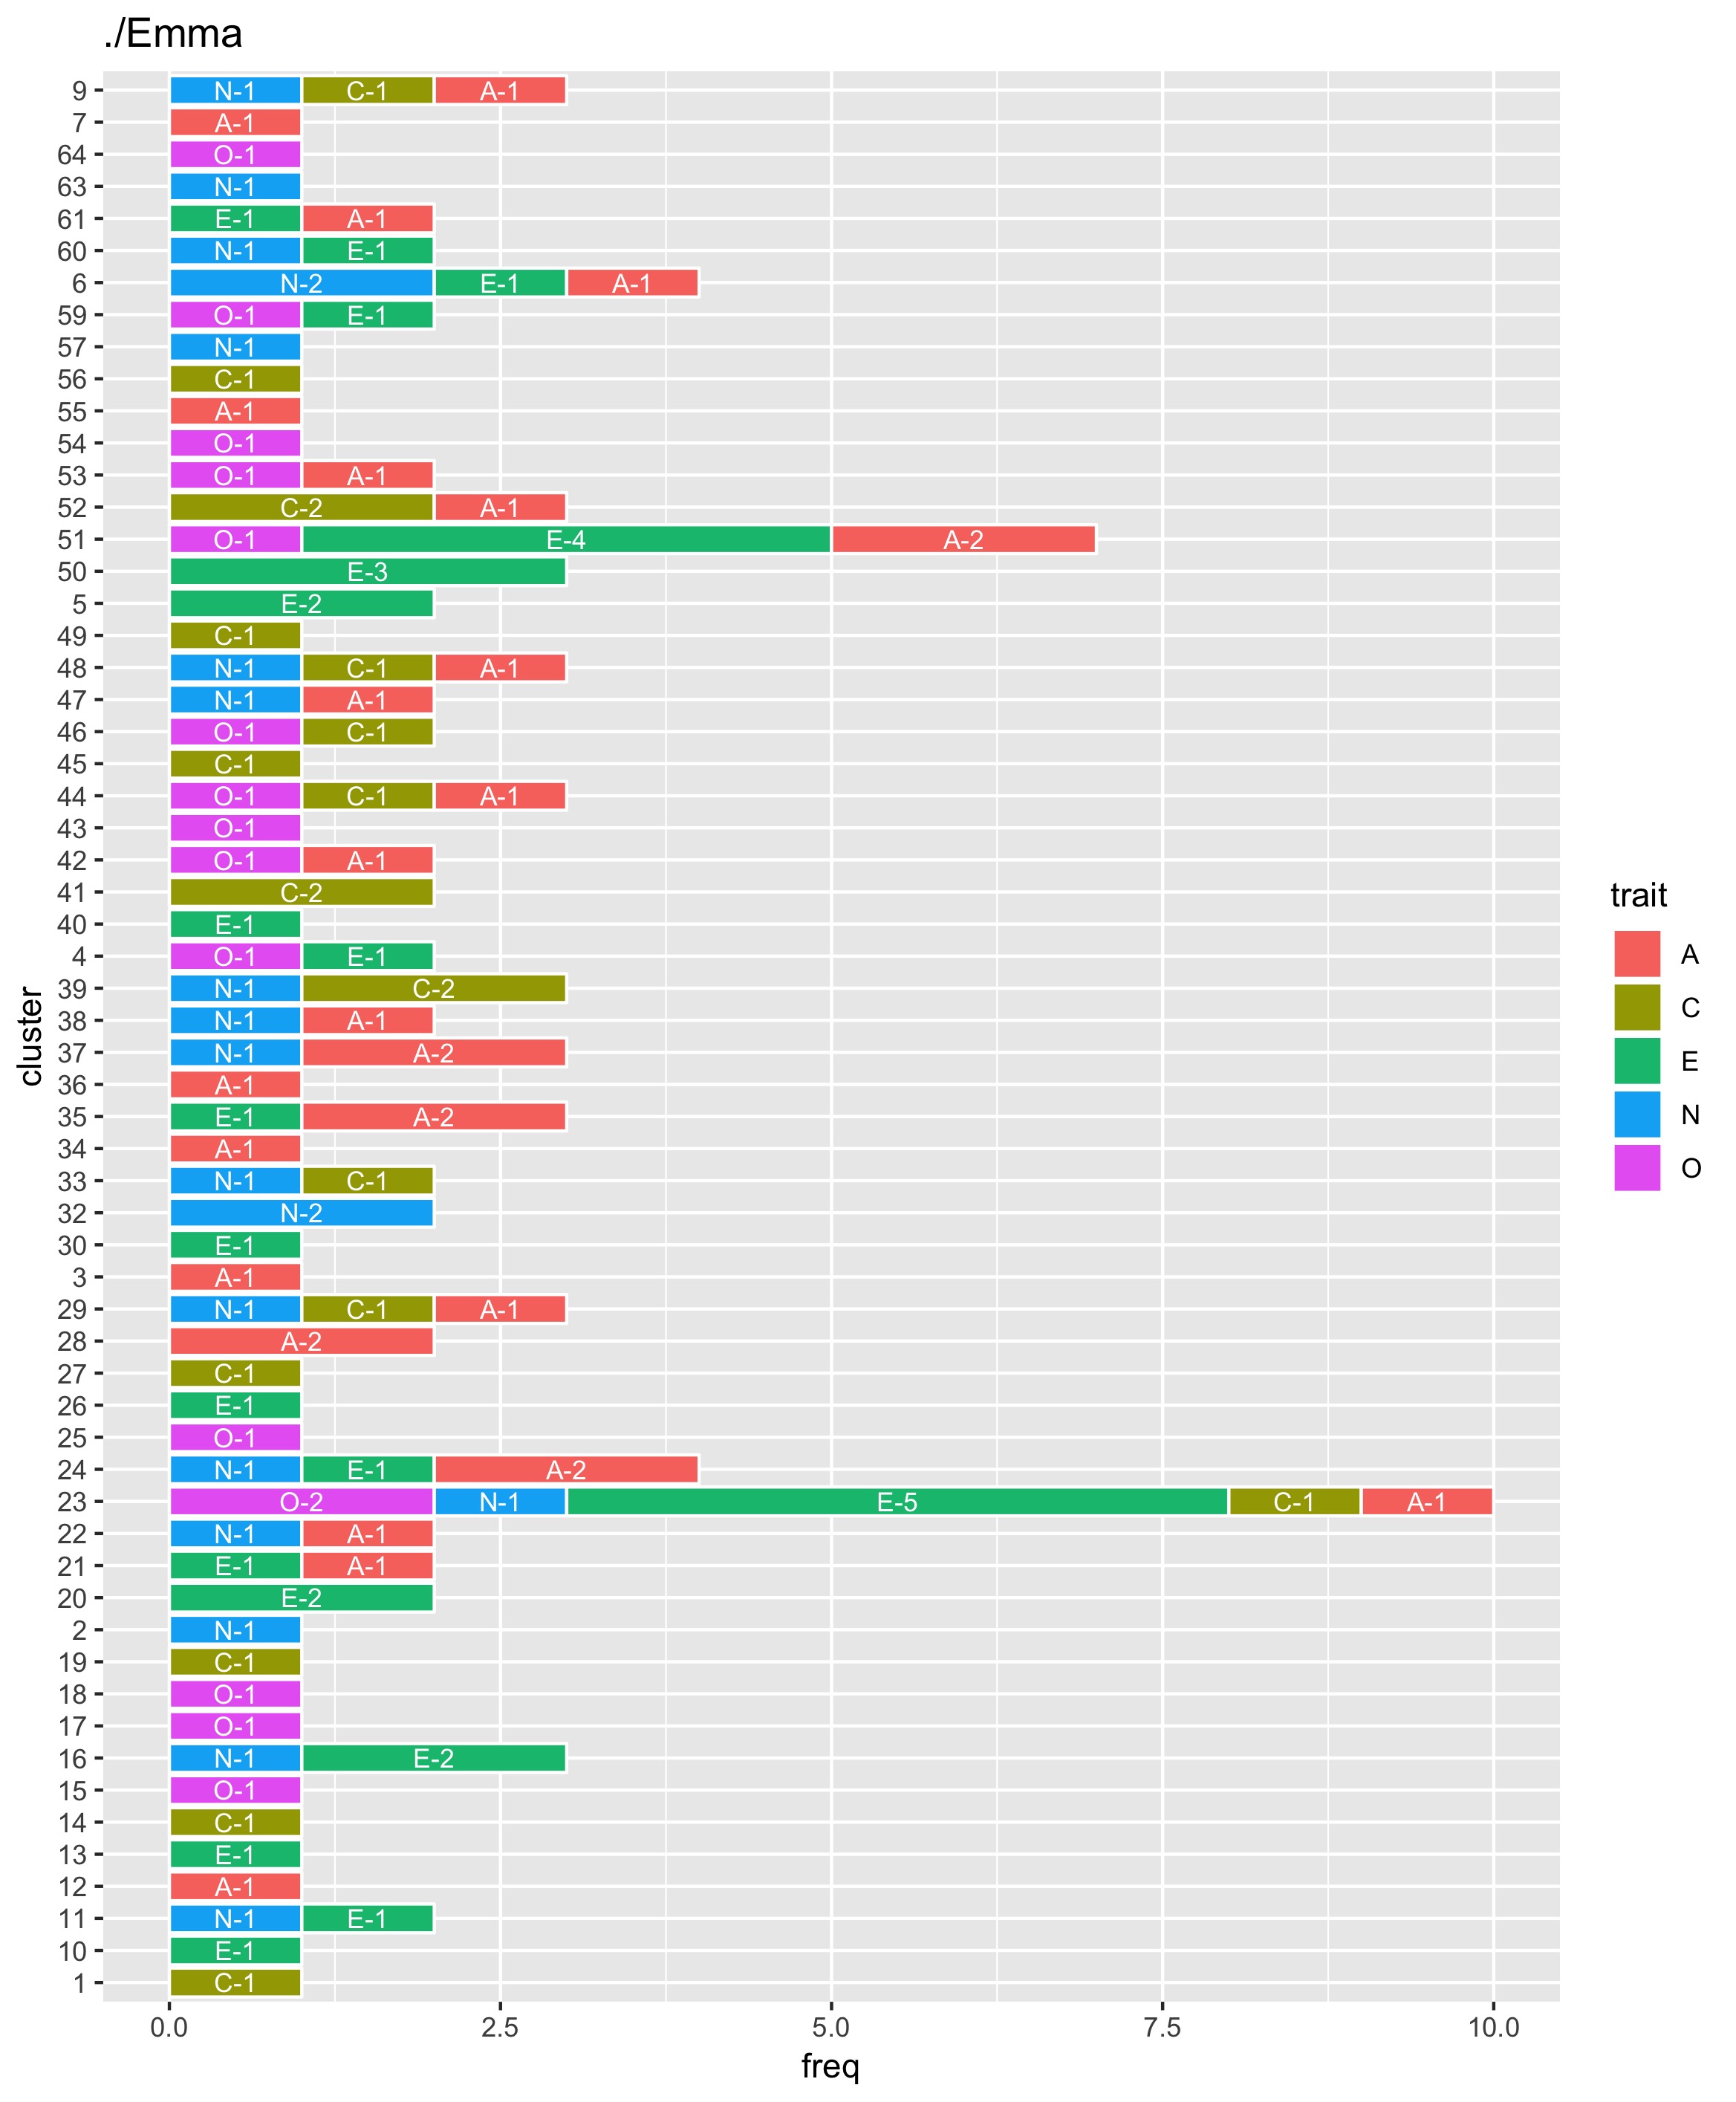 ./Emma
9 N-1 C-1 A-1
7 A-1
64 O-1
63 N-1
61 E-1 A-1
60 N-1 E-1
6 N-2 E-1 A-1
59 O-1 E-1
57 N-1
56 C-1
55 A-1
54 O-1
53 O-1 A-1
52 C-2 A-1
51 O-1 E-4 A-2
50 E-3
5 E-2
49 C-1
48 N-1 C-1 A-1
47 N-1 A-1
46 O-1 C-1
45 C-1
44 O-1 C-1 A-1
43 O-1
42 O-1 A-1
41 C-2
40 E-1
4 O-1 E-1
39 N-1 C-2
38 N-1 A-1
37 N-1 A-2
36 A-1
35 E-1 A-2
34 A-1
33 N-1 C-1
32 N-2
30 E-1
3 A-1
29 N-1 C-1 A-1
28 A-2
27 C-1
26 E-1
25 O-1
24 N-1 E-1 A-2
23 O-2 N-1 E-5 C-1 A-1
22 N-1 A-1
21 E-1 A-1
20 E-2
2 N-1
19 C-1
18 O-1
17 O-1
16 N-1 E-2
15 O-1
14 C-1
13 E-1
12 A-1
11 N-1 E-1
10 E-1
1 C-1
0.0 2.5 5.0 7.5 10.0
freq
cluster
trait
A
C
E
N
O